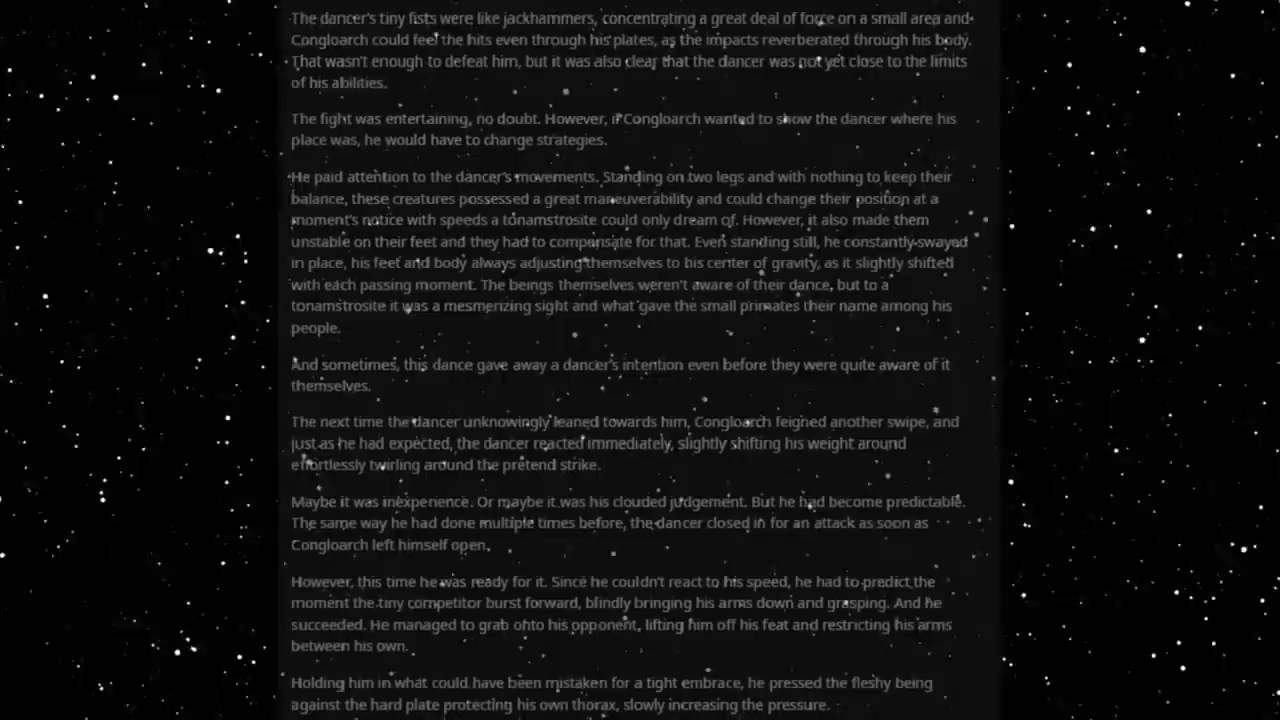 The dancer's tiny fists were like jackhammers, concentrating a great deal of force on a small area and
Congloarch could feel the hits even through his plates, as the impacts reverberated through his body.
That wasn't enough to defeat him, but it was also clear that the dancer was not yet close to the limits
of his abilities.
The fight was entertaining, no doubt. However, if Congloarch wanted to show the dancer where his
place was, he would have to change strategies.
He paid attention to the dancer's movements. Standing on two legs and with nothing to keep their
balance, these creatures possessed a great maneuverability and could change their position at a
moment's notice with speeds a tonamstrosite could only dream of. However, it also made them
unstable on their feet and they had to compensate for that. Even standing still, he constantly swayed
in place, his feet and body always adjusting themselves to his center of gravity, as it slightly shifted
with each passing moment. The beings themselves weren't aware of their dance, but to a
tonamstrosite it was a mesmerizing sight and what gave the small primates their name among his
people.
And sometimes, this dance gave away a dancer's intention even before they were quite aware of it
themselves.
The next time the dancer unknowingly leaned towards him, Congloarch feigned another swipe, and
just as he had expected, the dancer reacted immediately, slightly shifting his weight around
effortlessly twirling around the pretend strike.
Maybe it was inexperience. Or maybe it was his clouded judgement. But he had become predictable.
The same way he had done multiple times before, the dancer closed in for an attack as soon as
Congloarch left himself open.
However, this time he was ready for it. Since he couldn't react to his speed, he had to predict the
moment the tiny competitor burst forward, blindly bringing his arms down and grasping. And he
succeeded. He managed to grab onto his opponent, lifting him off his feat and restricting his arms
between his own.
Holding him in what could have been mistaken for a tight embrace, he pressed the fleshy being
against the hard plate protecting his own thorax, slowly increasing the pressure.